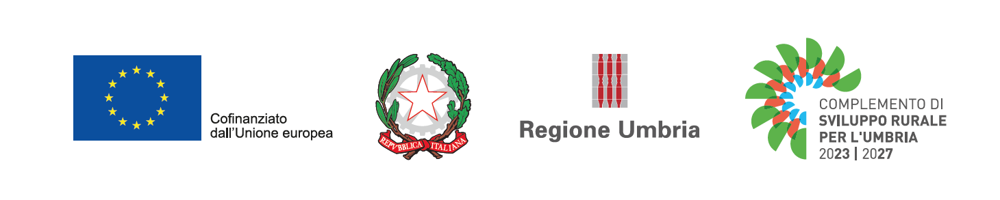 Cofinanziato
dall'Unione europea
REPVBBLICA ITALIANA
Regione Umbria
COMPLEMENTO DI
SVILUPPO RURALE
PER L'UMBRIA
2023 | 2027